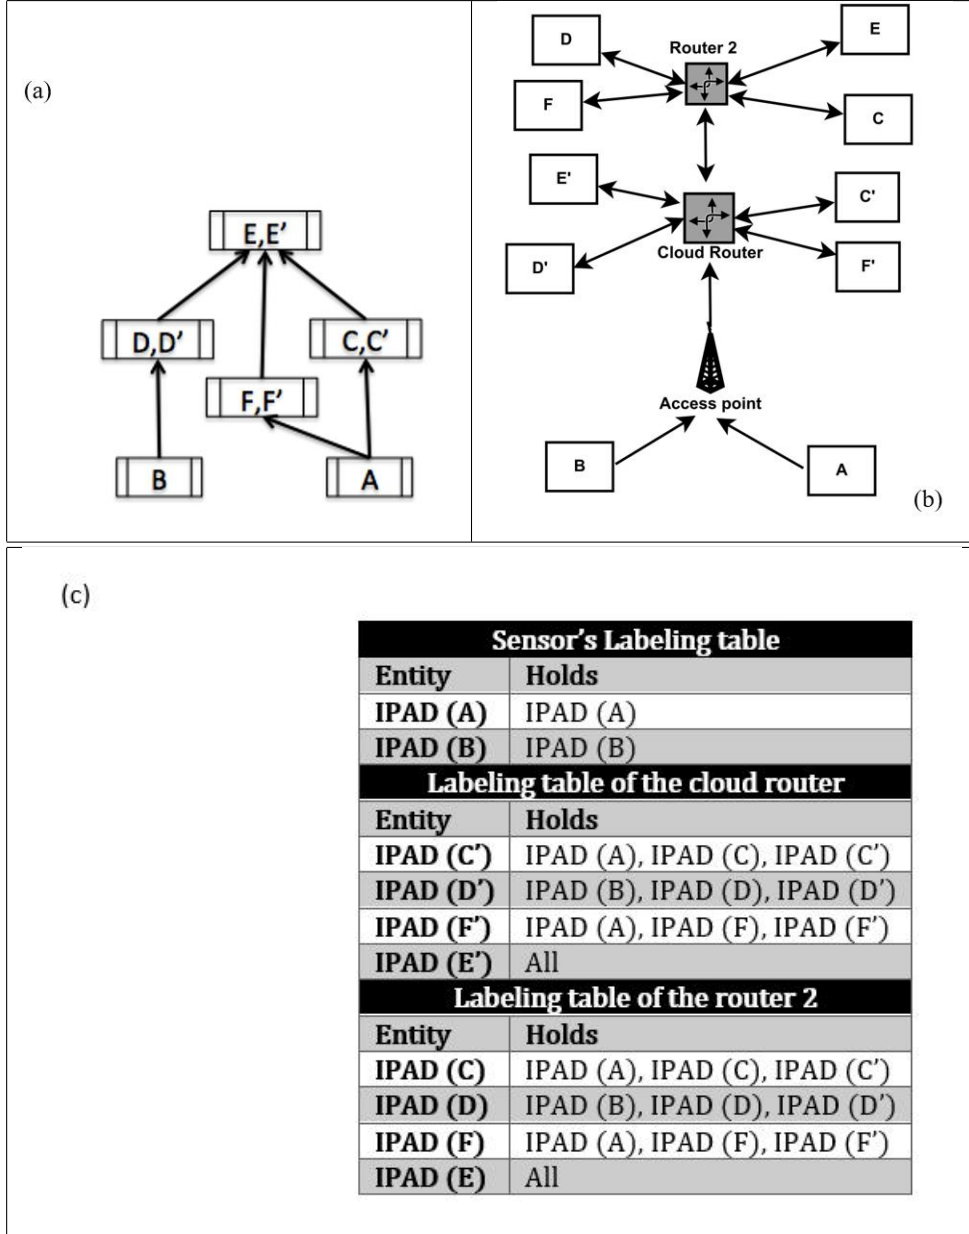 (a)
E,E’
D,D’
C,C’
F,F’
B
A
D
E
Router 2
F
C
E'
C'
Cloud Router
D'
F'
Access point
B
A
(b)
(c)
Sensor’s Labeling table
Entity Holds
IPAD (A) IPAD (A)
IPAD (B) IPAD (B)
Labeling table of the cloud router
Entity Holds
IPAD (C’) IPAD (A), IPAD (C), IPAD (C’)
IPAD (D’) IPAD (B), IPAD (D), IPAD (D’)
IPAD (F’) IPAD (A), IPAD (F), IPAD (F’)
IPAD (E’) All
Labeling table of the router 2
Entity Holds
IPAD (C) IPAD (A), IPAD (C), IPAD (C’)
IPAD (D) IPAD (B), IPAD (D), IPAD (D’)
IPAD (F) IPAD (A), IPAD (F), IPAD (F’)
IPAD (E) All